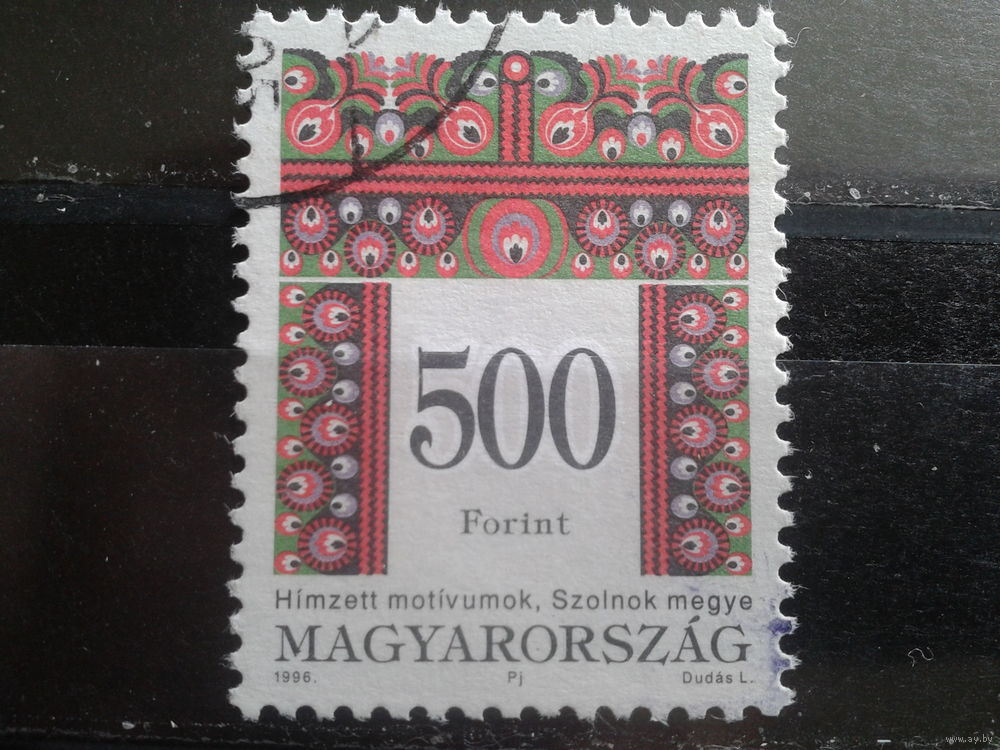 500
Forint
Hímzett motívumok, Szolnok megye
MAGYARORSZÁG
1996. Pj Dudás L.
www.ay.by